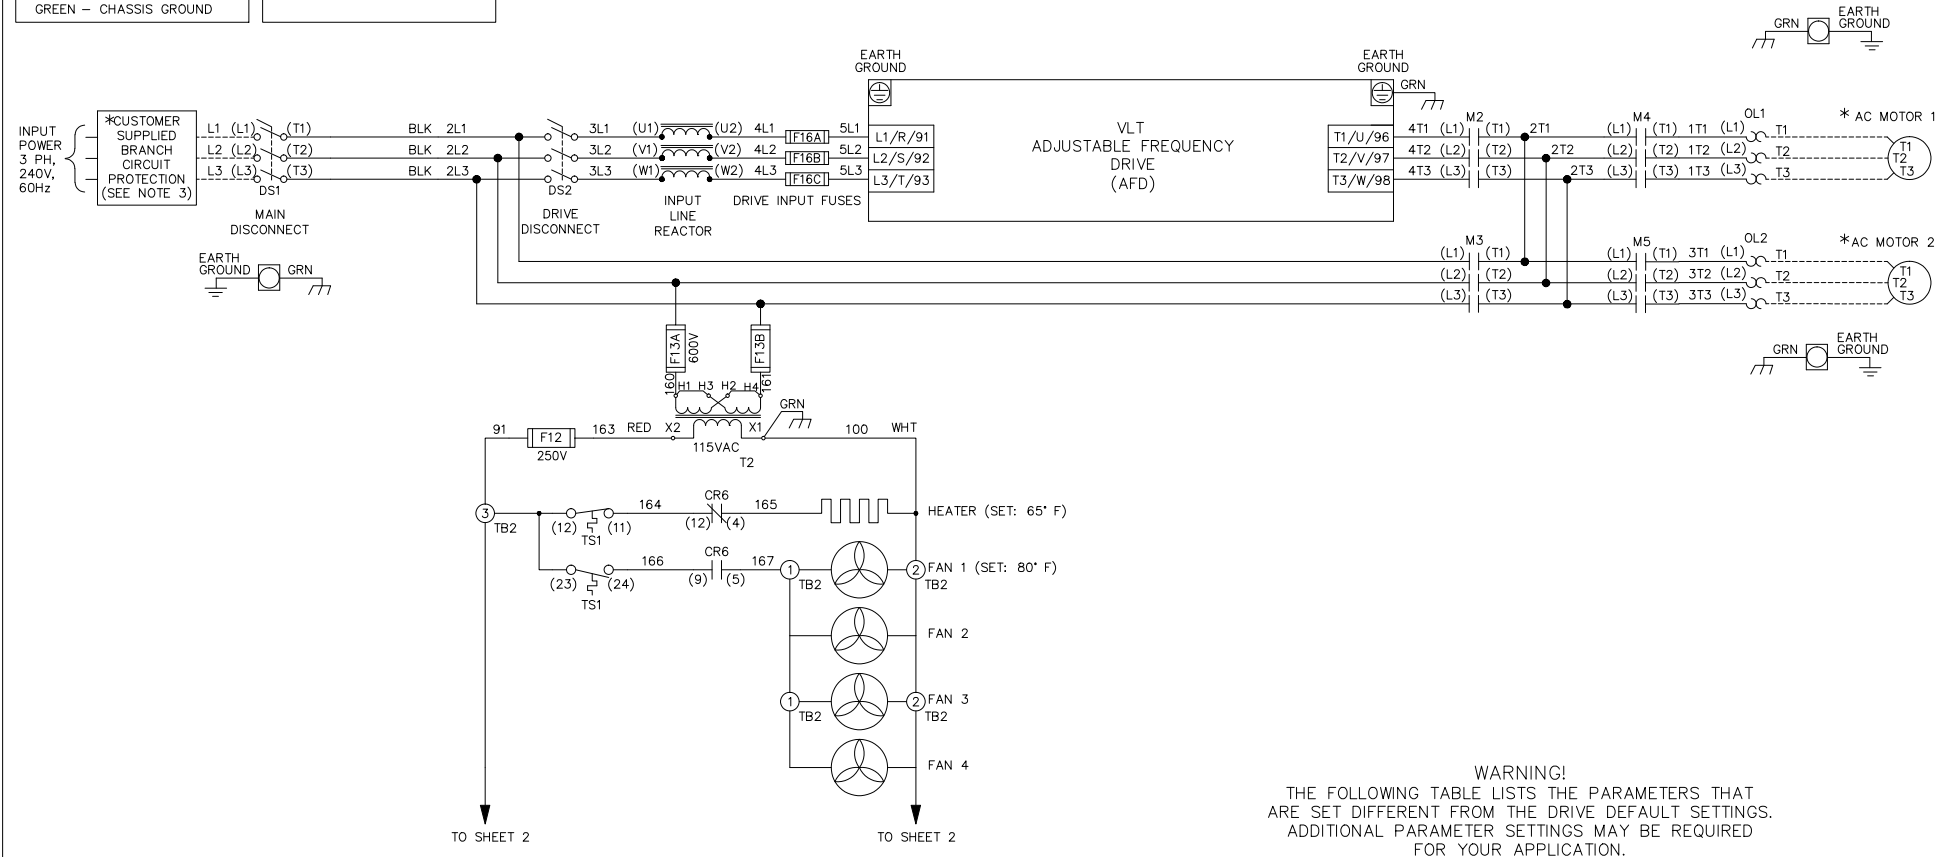 GREEN – CHASSIS GROUND
EARTH
GRN GROUND
EARTH
GROUND
EARTH
GROUND
GRN
INPUT
POWER
3 PH,
240V,
60Hz
*CUSTOMER
SUPPLIED
BRANCH
CIRCUIT
PROTECTION
(SEE NOTE 3)
L1 (L1) (T1) BLK 2L1 3L1 (U1) (U2) 4L1 F16A 5L1 L1/R/91
L2 (L2) (T2) BLK 2L2 3L2 (V1) (V2) 4L2 F16B 5L2 L2/S/92
L3 (L3) (T3) BLK 2L3 3L3 (W1) (W2) 4L3 F16C 5L3 L3/T/93
DS1
MAIN
DISCONNECT
DS2
DRIVE
DISCONNECT
INPUT
LINE
REACTOR
DRIVE INPUT FUSES
VLT
ADJUSTABLE FREQUENCY
DRIVE
(AFD)
M2 M4 OL1 * AC MOTOR 1
T1/U/96 4T1 (L1) (T1) 2T1 (L1) (T1) 1T1 (L1) T1
T2/V/97 4T2 (L2) (T2) 2T2 (L2) (T2) 1T2 (L2) T2
T3/W/98 4T3 (L3) (T3) 2T3 (L3) (T3) 1T3 (L3) T3
T1
T2
T3
M3 M5 OL2 *AC MOTOR 2
(L1) (T1) (L1) (T1) 3T1 (L1) T1
(L2) (T2) (L2) (T2) 3T2 (L2) T2
(L3) (T3) (L3) (T3) 3T3 (L3) T3
T1
T2
T3
EARTH
GROUND GRN
EARTH
GRN GROUND
F13A
600V
F13B
160
161
H1 H3 H2 H4
GRN
91 F12 163 RED X2 X1 100 WHT
250V
115VAC
T2
3
TB2
(12) (11)
TS1
164
CR6
(12) (4)
165
HEATER (SET: 65° F)
(23) (24)
TS1
166
CR6
(9) (5)
167
1
TB2
2
TB2
FAN 1 (SET: 80° F)
FAN 2
1
TB2
2
TB2
FAN 3
FAN 4
TO SHEET 2
TO SHEET 2
WARNING!
THE FOLLOWING TABLE LISTS THE PARAMETERS THAT
ARE SET DIFFERENT FROM THE DRIVE DEFAULT SETTINGS.
ADDITIONAL PARAMETER SETTINGS MAY BE REQUIRED
FOR YOUR APPLICATION.